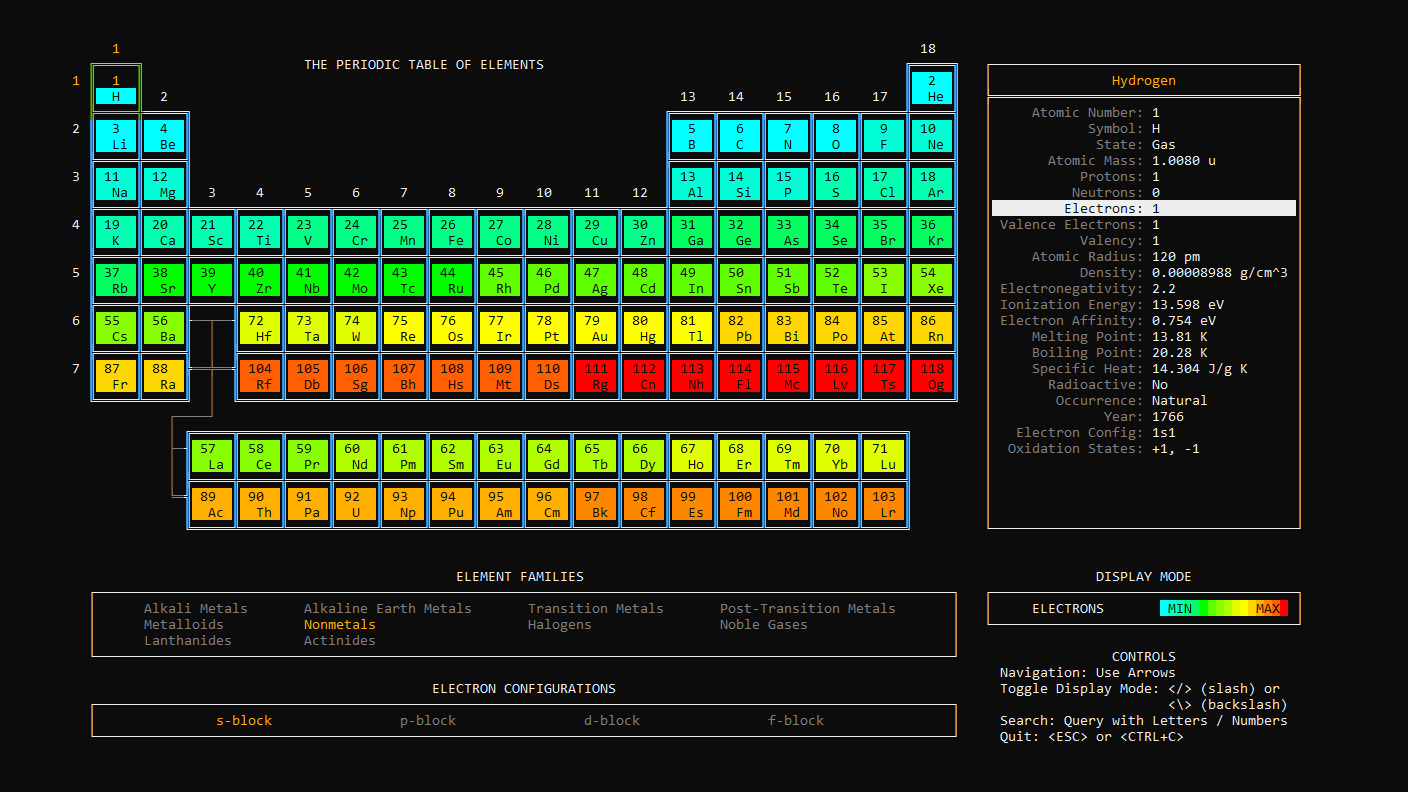 1 18
THE PERIODIC TABLE OF ELEMENTS
1 1 2
H 2 13 14 15 16 17 He
2 3 4 5 6 7 8 9 10
Li Be B C N O F Ne
3 11 12 13 14 15 16 17 18
Na Mg 3 4 5 6 7 8 9 10 11 12 Al Si P S Cl Ar
4 19 20 21 22 23 24 25 26 27 28 29 30 31 32 33 34 35 36
K Ca Sc Ti V Cr Mn Fe Co Ni Cu Zn Ga Ge As Se Br Kr
5 37 38 39 40 41 42 43 44 45 46 47 48 49 50 51 52 53 54
Rb Sr Y Zr Nb Mo Tc Ru Rh Pd Ag Cd In Sn Sb Te I Xe
6 55 56 72 73 74 75 76 77 78 79 80 81 82 83 84 85 86
Cs Ba Hf Ta W Re Os Ir Pt Au Hg Tl Pb Bi Po At Rn
7 87 88 104 105 106 107 108 109 110 111 112 113 114 115 116 117 118
Fr Ra Rf Db Sg Bh Hs Mt Ds Rg Cn Nh Fl Mc Lv Ts Og
57 58 59 60 61 62 63 64 65 66 67 68 69 70 71
La Ce Pr Nd Pm Sm Eu Gd Tb Dy Ho Er Tm Yb Lu
89 90 91 92 93 94 95 96 97 98 99 100 101 102 103
Ac Th Pa U Np Pu Am Cm Bk Cf Es Fm Md No Lr
Hydrogen
Atomic Number: 1
Symbol: H
State: Gas
Atomic Mass: 1.0080 u
Protons: 1
Neutrons: 0
Electrons: 1
Valence Electrons: 1
Valency: 1
Atomic Radius: 120 pm
Density: 0.00008988 g/cm^3
Electronegativity: 2.2
Ionization Energy: 13.598 eV
Electron Affinity: 0.754 eV
Melting Point: 13.81 K
Boiling Point: 20.28 K
Specific Heat: 14.304 J/g K
Radioactive: No
Occurrence: Natural
Year: 1766
Electron Config: 1s1
Oxidation States: +1, -1
ELEMENT FAMILIES
Alkali Metals Alkaline Earth Metals Transition Metals Post-Transition Metals
Metalloids Nonmetals Halogens Noble Gases
Lanthanides Actinides
ELECTRON CONFIGURATIONS
s-block p-block d-block f-block
DISPLAY MODE
ELECTRONS MIN MAX
CONTROLS
Navigation: Use Arrows
Toggle Display Mode: </> (slash) or
<\> (backslash)
Search: Query with Letters / Numbers
Quit: <ESC> or <CTRL+C>